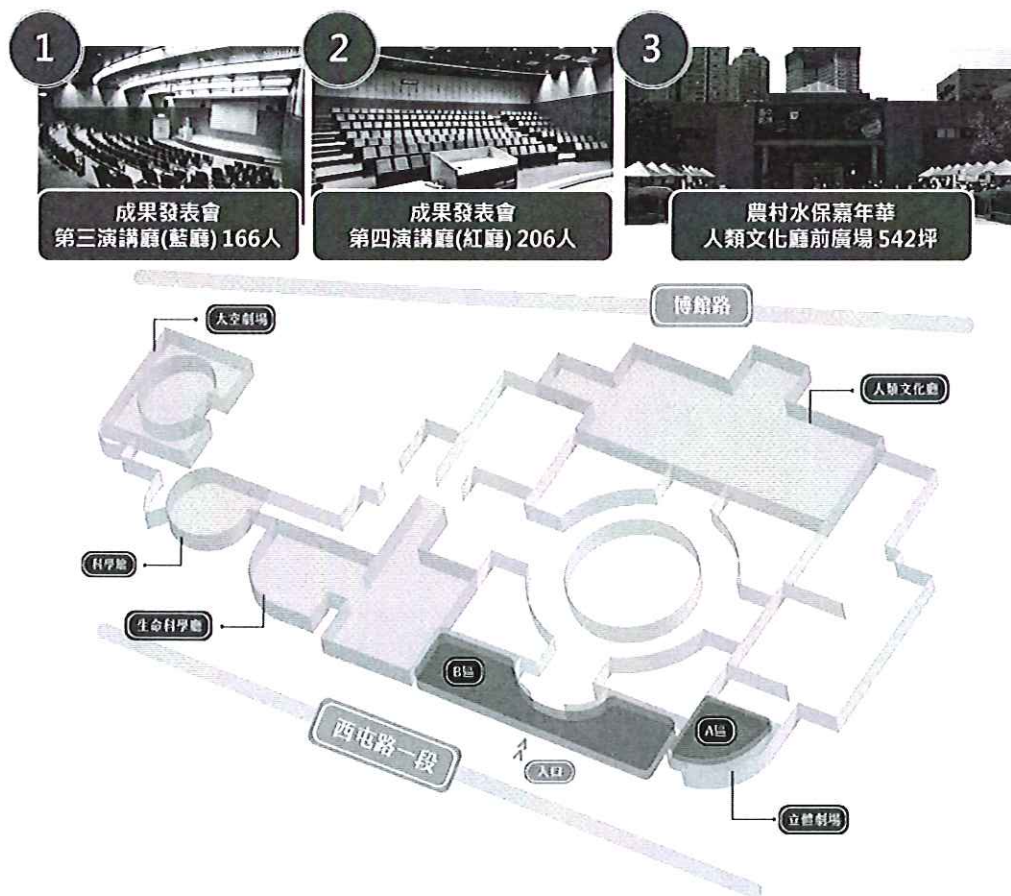 1
成果發表會
第三演講廳(藍廳)166人
2
成果發表會
第四演講廳(紅廳)206人
3
農村水保嘉年華
人類文化廳前廣場 542坪
博館路
太空劇場
人類文化廳
科學館
生命科學廳
B區
A區
西屯路一段
入口
立體劇場